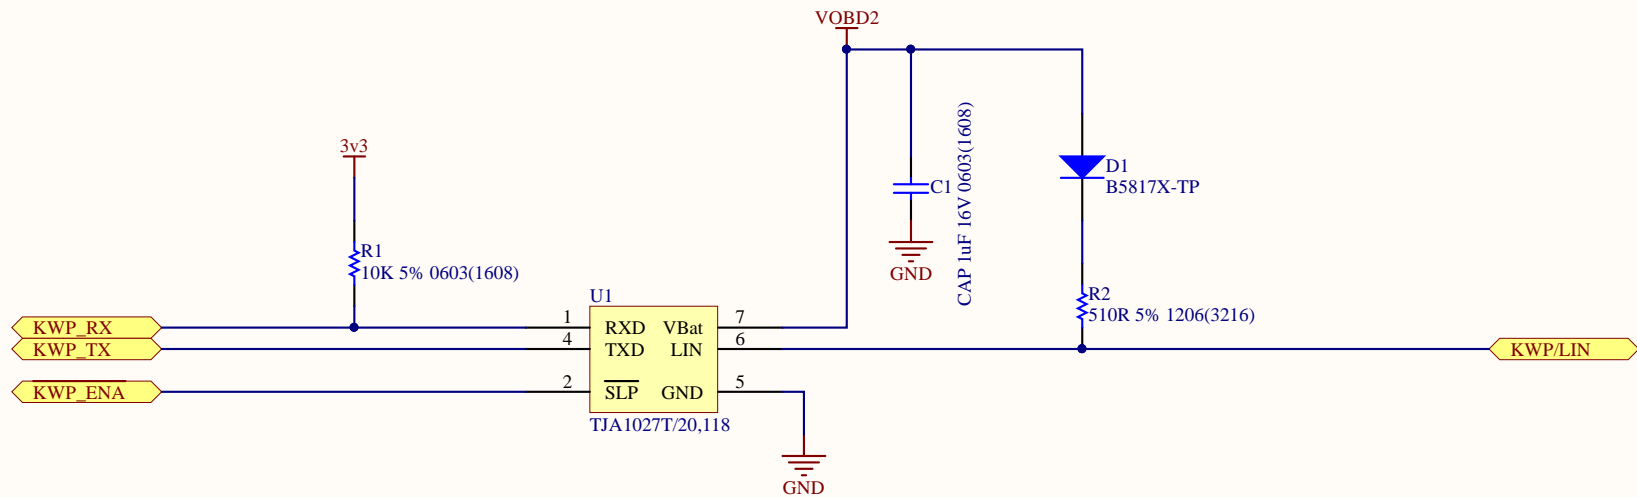 VOBD2
3v3
R1
10K 5% 0603(1608)
C1
CAP 1uF 16V 0603(1608)
GND
D1
B5817X-TP
R2
510R 5% 1206(3216)
U1
KWP_RX
1
RXD
VBat
7
KWP_TX
4
TXD
LIN
6
KWP/LIN
KWP_ENA
2
SLP
GND
5
TJA1027T/20,118
GND